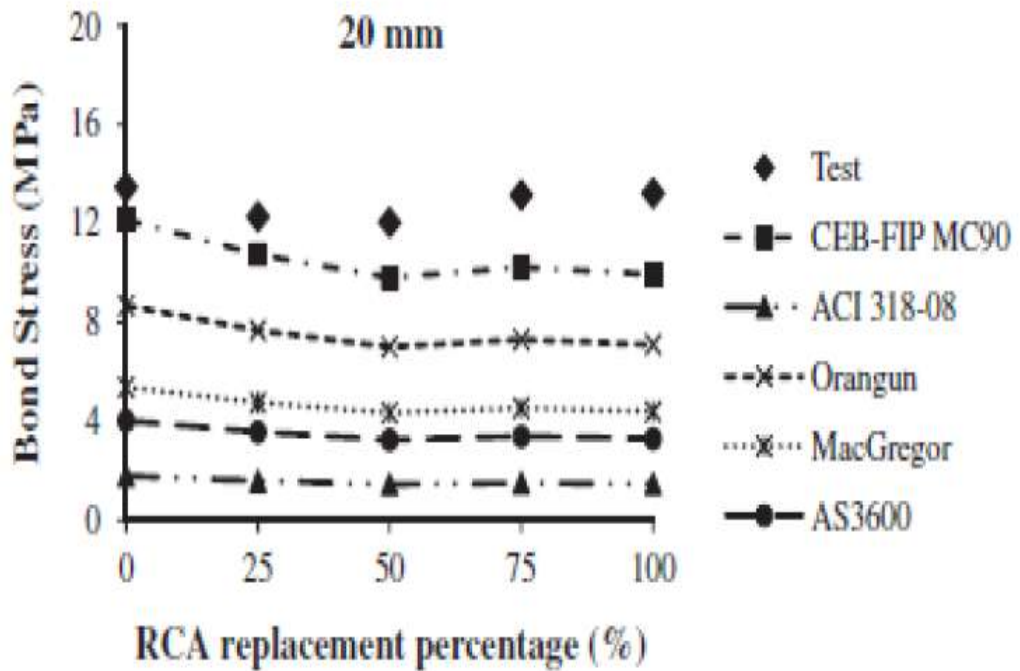 20 mm
Bond Stress (MPa)
20
16
12
8
4
0
0 25 50 75 100
RCA replacement percentage (%)
Test
CEB-FIP MC90
ACI 318-08
Orangun
MacGregor
AS3600